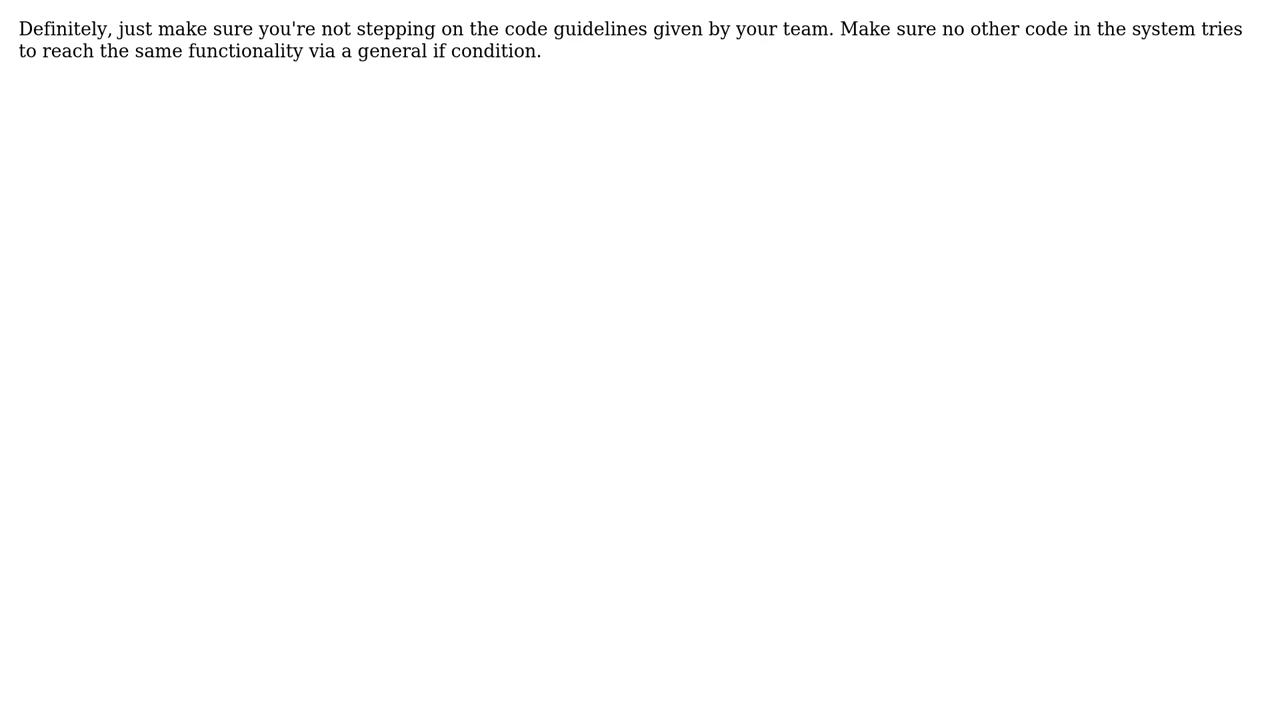 Definitely, just make sure you're not stepping on the code guidelines given by your team. Make sure no other code in the system tries
to reach the same functionality via a general if condition.